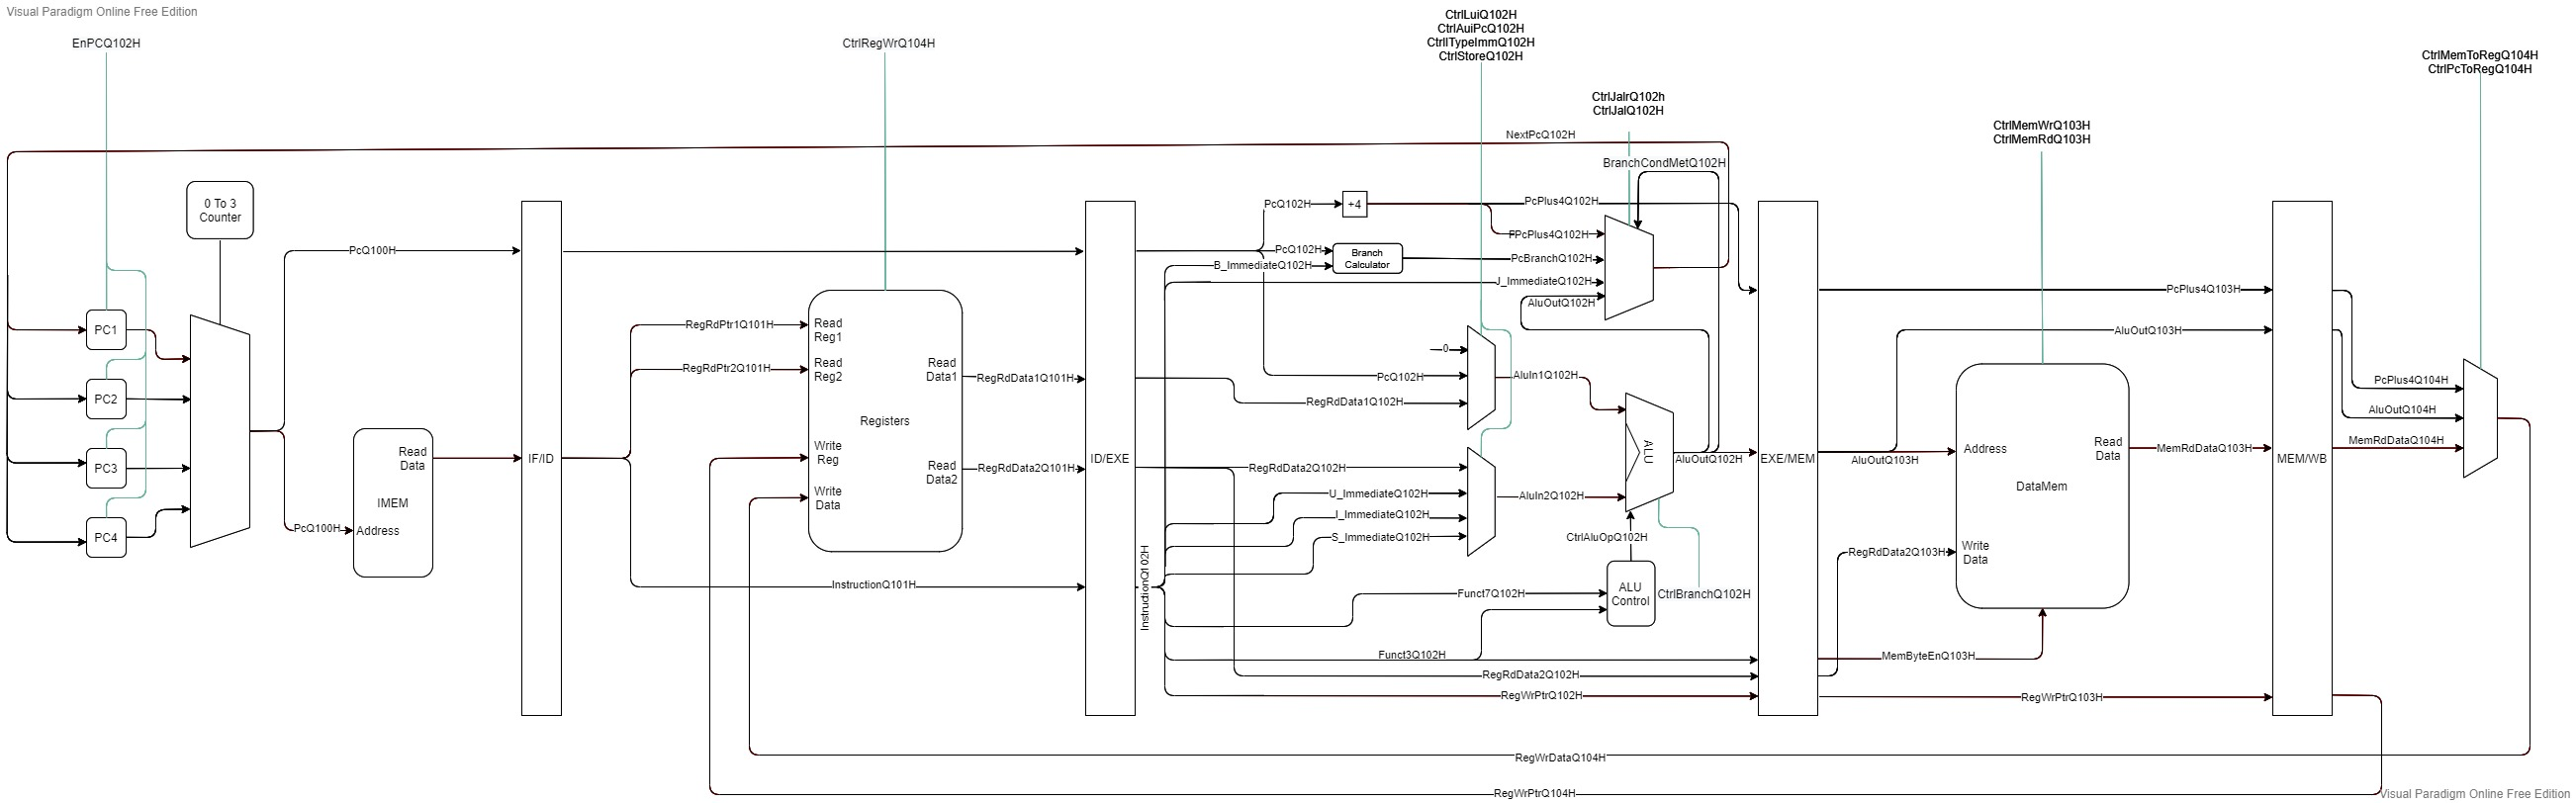 Visual Paradigm Online Free Edition
EnPCQ102H
CtrlRegWrQ104H
CtrlLuiQ102H
CtrlAuiPcQ102H
CtrlITypeImmQ102H
CtrlStoreQ102H
CtrlJalrQ102h
CtrlJalQ102H
CtrlMemWrQ103H
CtrlMemRdQ103H
CtrlMemToRegQ104H
CtrlPcToRegQ104H
NextPcQ102H
BranchCondMetQ102H
0 To 3
Counter
PC1
PC2
PC3
PC4
PcQ100H
PcQ100H
Read
Data
IMEM
Address
IF/ID
RegRdPtr1Q101H
RegRdPtr2Q101H
InstructionQ101H
Read
Reg1
Read
Reg2
Read
Data1
Registers
Write
Reg
Read
Data2
Write
Data
RegRdData1Q101H
RegRdData2Q101H
ID/EXE
InstructionQ102H
PcQ102H
+4
PcPlus4Q102H
PcQ102H
B_ImmediateQ102H
Branch
Calculator
FPcPlus4Q102H
PcBranchQ102H
J_ImmediateQ102H
AluOutQ102H
0
PcQ102H
RegRdData1Q102H
AluIn1Q102H
RegRdData2Q102H
U_ImmediateQ102H
I_ImmediateQ102H
S_ImmediateQ102H
AluIn2Q102H
ALU
AluOutQ102H
CtrlAluOpQ102H
ALU
Control
CtrlBranchQ102H
Funct7Q102H
Funct3Q102H
RegRdData2Q102H
RegWrPtrQ102H
EXE/MEM
PcPlus4Q103H
AluOutQ103H
AluOutQ103H
RegRdData2Q103H
MemByteEnQ103H
RegWrPtrQ103H
Address
Read
Data
DataMem
Write
Data
MemRdDataQ103H
MEM/WB
PcPlus4Q104H
AluOutQ104H
MemRdDataQ104H
RegWrDataQ104H
RegWrPtrQ104H
Visual Paradigm Online Free Edition